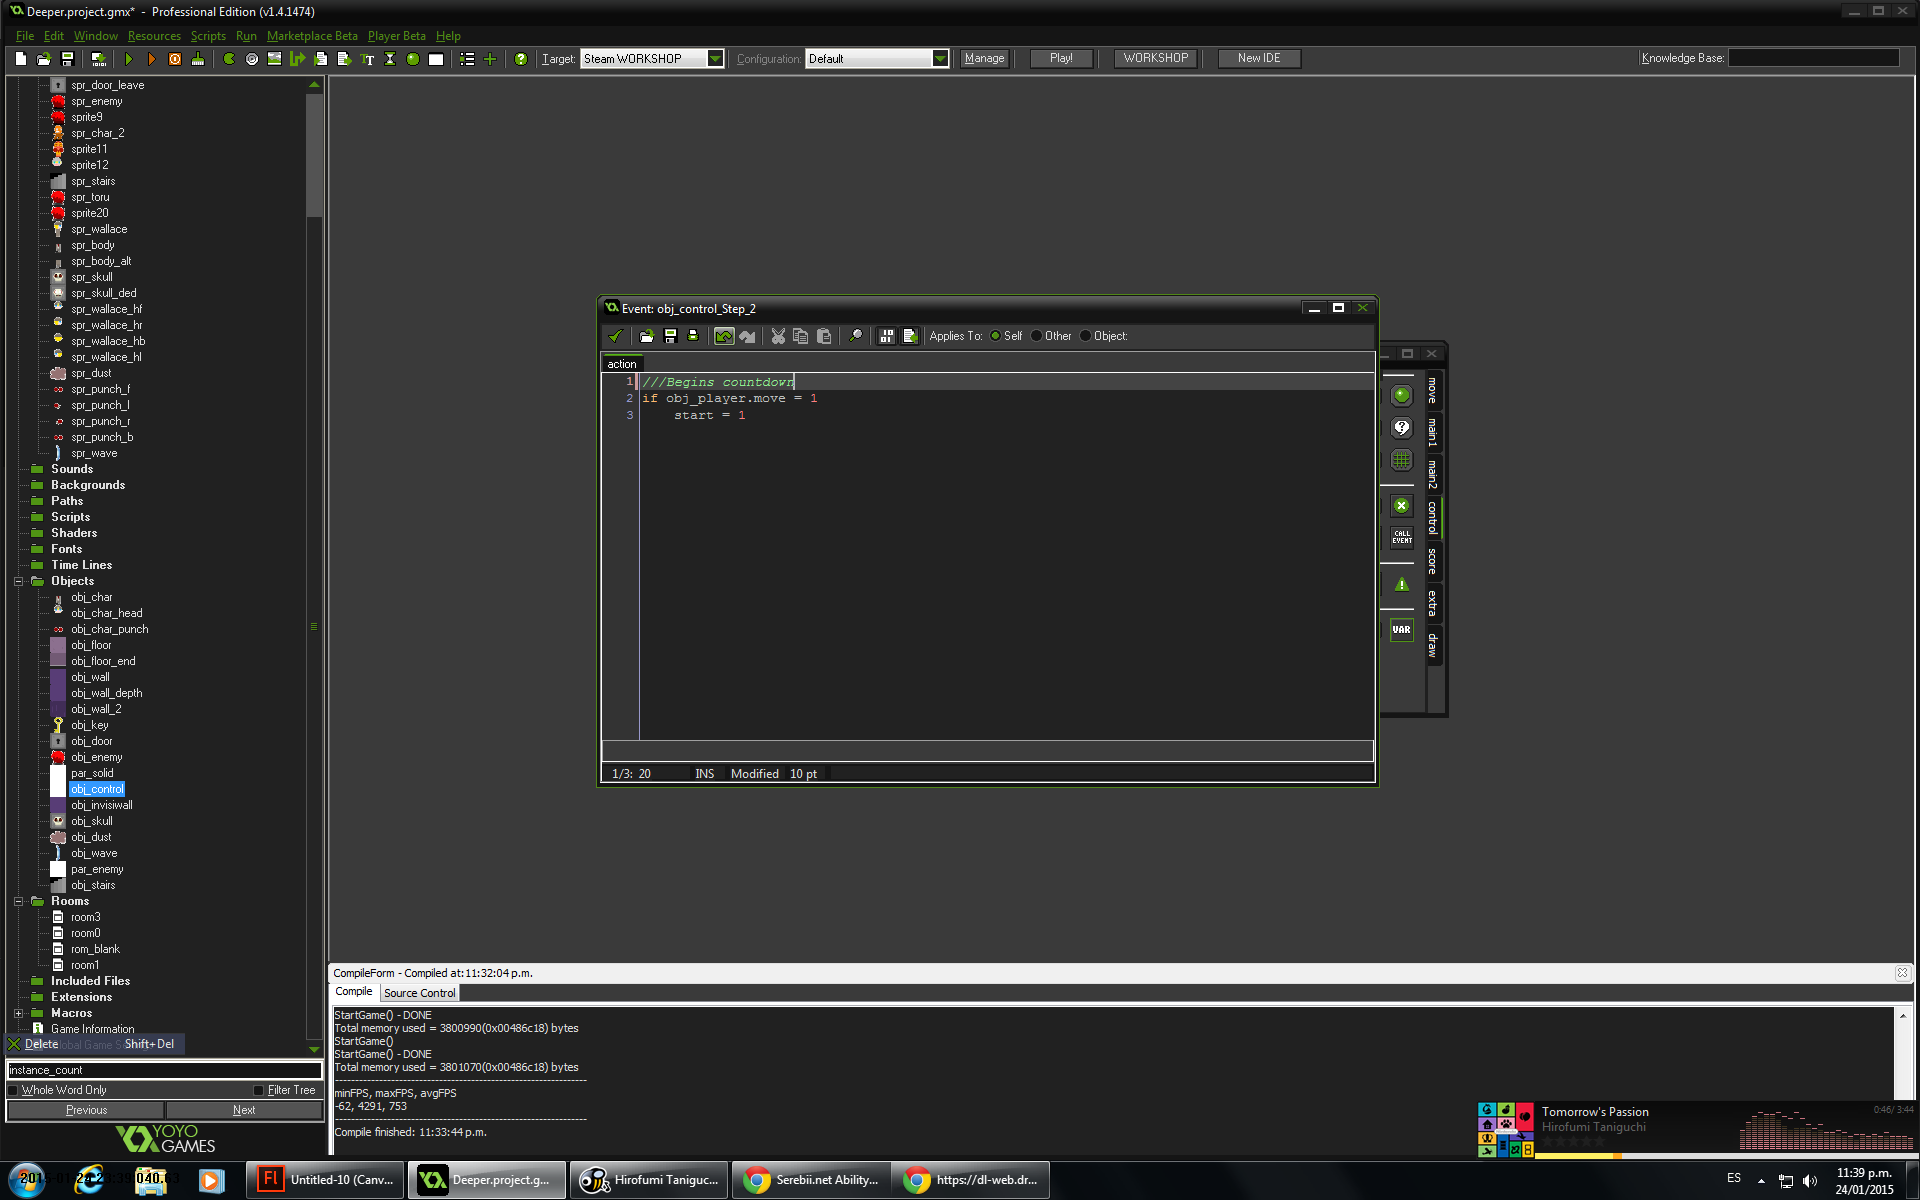 Deeper.project.gmx* - Professional Edition (v1.4.1474)
File Edit Window Resources Scripts Run Marketplace Beta Player Beta Help
Target: Steam WORKSHOP Configuration: Default Manage Play! WORKSHOP New IDE Knowledge Base:
spr_door_leave
spr_enemy
sprite9
spr_char_2
sprite11
sprite12
spr_stairs
spr_toru
sprite20
spr_wallace
spr_body
spr_body_alt
spr_skull
spr_skull_ded
spr_wallace_hf
spr_wallace_hr
spr_wallace_hb
spr_wallace_hl
spr_dust
spr_punch_f
spr_punch_l
spr_punch_r
spr_punch_b
spr_wave
Sounds
Backgrounds
Paths
Scripts
Shaders
Fonts
Time Lines
Objects
obj_char
obj_char_head
obj_char_punch
obj_floor
obj_floor_end
obj_wall
obj_wall_depth
obj_wall_2
obj_key
obj_door
obj_enemy
par_solid
obj_control
obj_invisiwall
obj_skull
obj_dust
obj_wave
par_enemy
obj_stairs
Rooms
room3
room0
rom_blank
room1
Included Files
Extensions
Macros
Game Information
Delete Shift+Del
instance_count
Whole Word Only Filter Tree
Previous Next
YOYO
GAMES
Event: obj_control_Step_2
Applies To: Self Other Object:
action
1 ///Begins countdown
2 if obj_player.move = 1
3 start = 1
1/3: 20 INS Modified 10 pt
move
main1
main2
control
score
extra
draw
CALL
EVENT
VAR
CompileForm - Compiled at: 11:32:04 p.m.
Compile Source Control
StartGame() - DONE
Total memory used = 3800990(0x00486c18) bytes
StartGame()
StartGame() - DONE
Total memory used = 3801070(0x00486c18) bytes
minFPS, maxFPS, avgFPS
-62, 4291, 753
Compile finished: 11:33:44 p.m.
Tomorrow's Passion 0:46/ 3:44
Hirofumi Taniguchi
Untitled-10 (Canv...
Deeper.project.g...
Hirofumi Taniguc...
Serebii.net Ability...
https://dl-web.dr...
ES
11:39 p.m.
24/01/2015